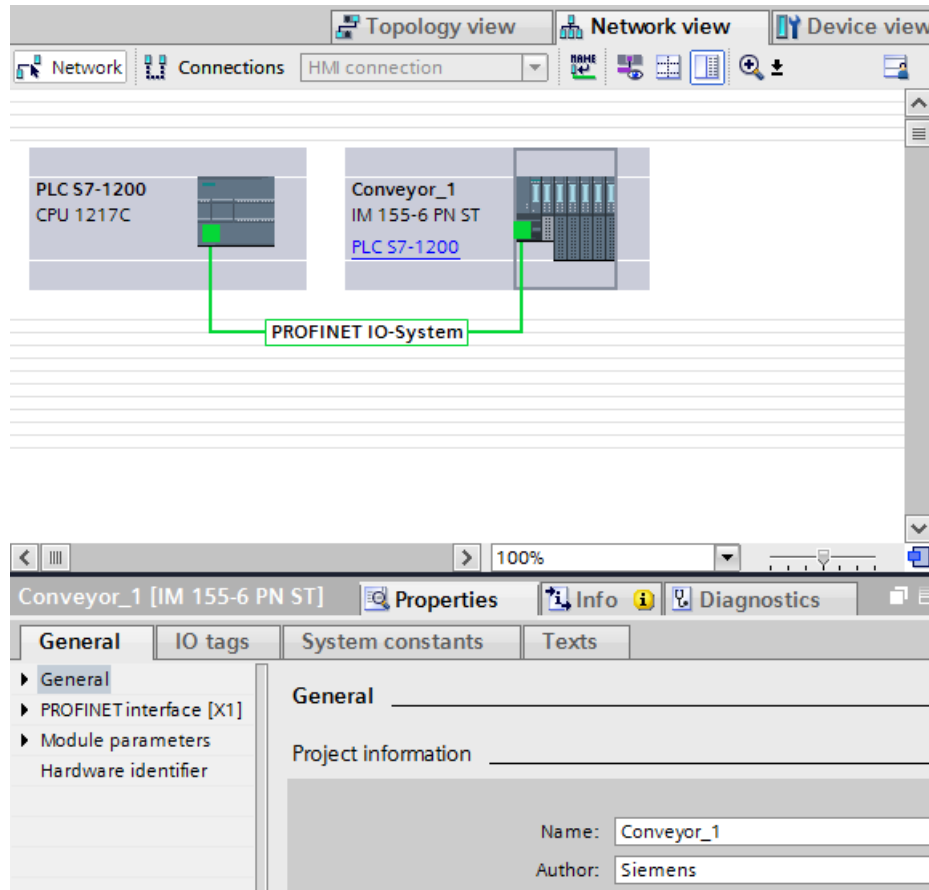 Topology view
Network view
Device view
Network
Connections
HMI connection
NAME
PLC S7-1200
CPU 1217C
Conveyor_1
IM 155-6 PN ST
PLC S7-1200
PROFINET IO-System
100%
Conveyor_1 [IM 155-6 PN ST]
Properties
Info
Diagnostics
General
IO tags
System constants
Texts
General
PROFINET interface [X1]
Module parameters
Hardware identifier
General
Project information
Name: Conveyor_1
Author: Siemens